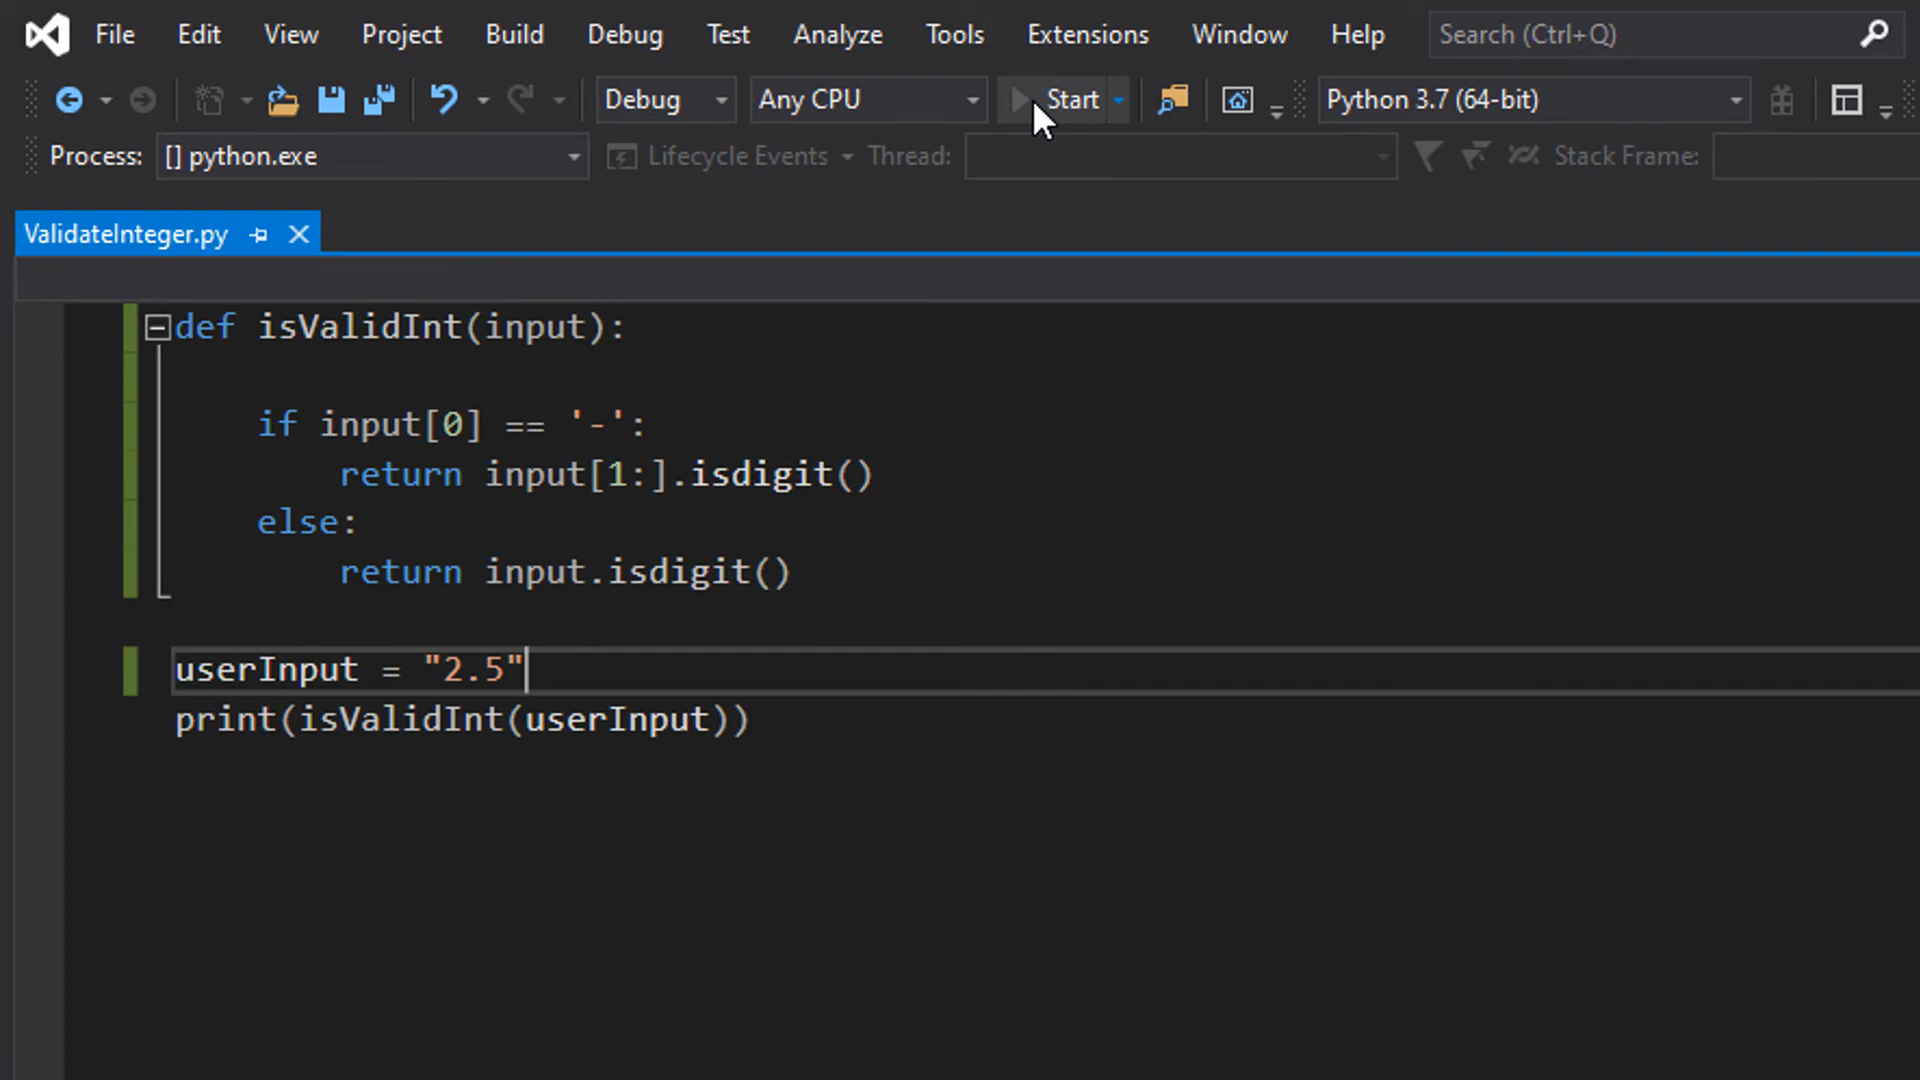 File Edit View Project Build Debug Test Analyze Tools Extensions Window Help Search (Ctrl+Q)
Debug Any CPU Start Python 3.7 (64-bit)
Process: [] python.exe Lifecycle Events Thread: Stack Frame:
ValidateInteger.py
def isValidInt(input):
if input[0] == '-':
return input[1:].isdigit()
else:
return input.isdigit()
userInput = "2.5"
print(isValidInt(userInput))